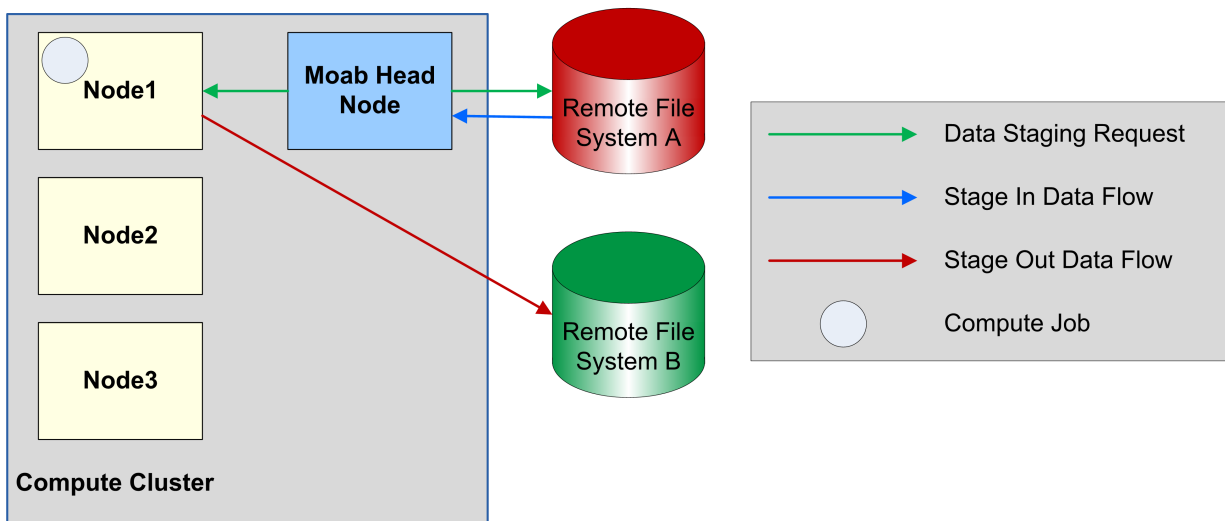 Node1
Moab Head
Node
Remote File
System A
Node2
Node3
Compute Cluster
Remote File
System B
Data Staging Request
Stage In Data Flow
Stage Out Data Flow
Compute Job